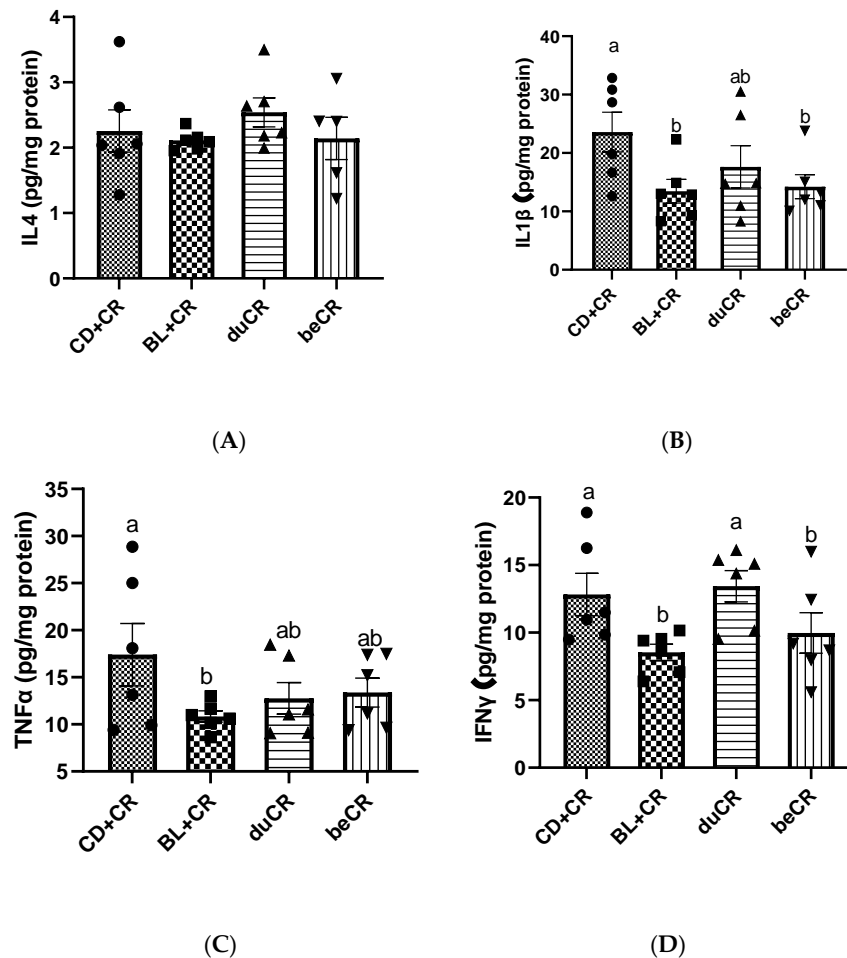 4
3
2
1
0
IL4 (pg/mg protein)
CD+CR
BL+CR
duCR
beCR
(A)
40
30
20
10
0
IL1β (pg/mg protein)
a
b
ab
b
CD+CR
BL+CR
duCR
beCR
(B)
35
30
25
20
15
10
5
TNFα (pg/mg protein)
a
b
ab
ab
CD+CR
BL+CR
duCR
beCR
(C)
20
15
10
5
0
IFNγ (pg/mg protein)
a
b
a
b
CD+CR
BL+CR
duCR
beCR
(D)